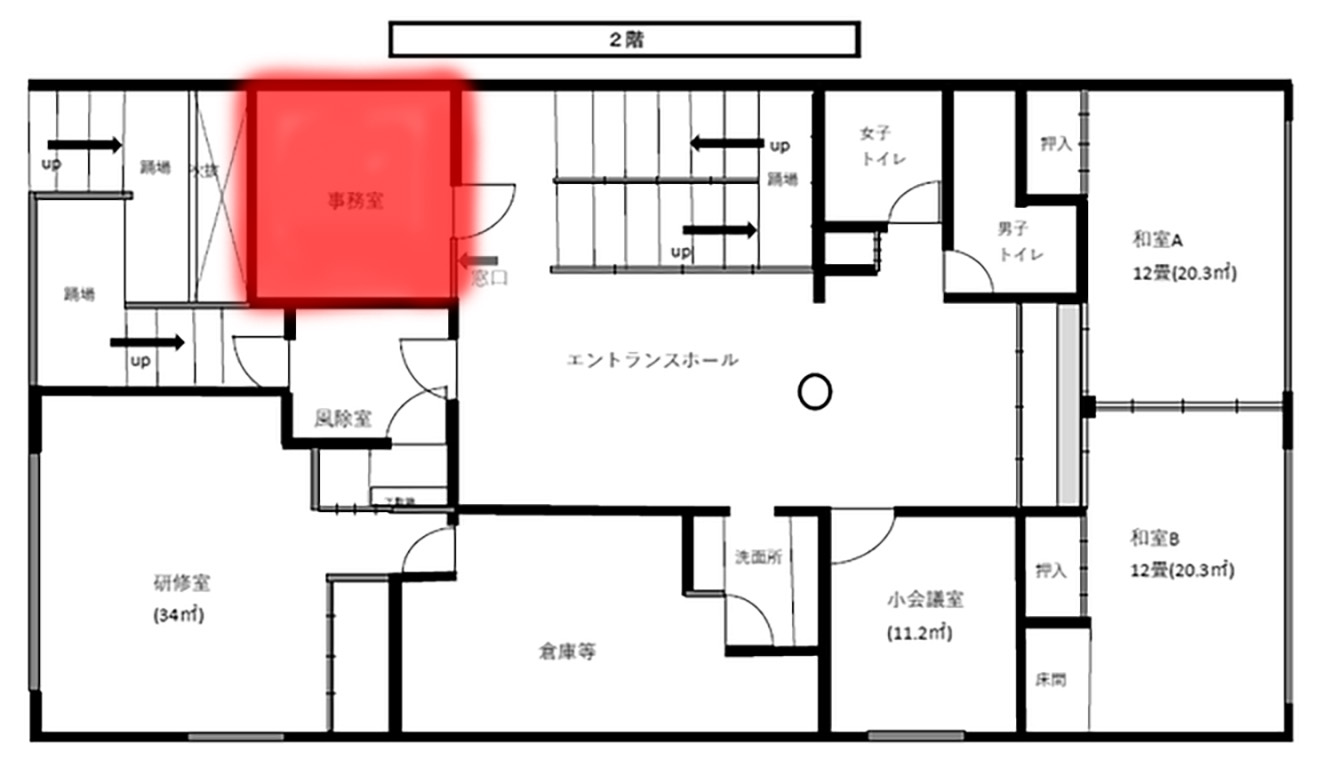 2階
up
踊場
吹抜
事務室
up
踊場
up
窓口
女子
トイレ
男子
トイレ
押入
和室A
12畳(20.3㎡)
踊場
up
風除室
エントランスホール
研修室
(34㎡)
倉庫等
洗面所
小会議室
(11.2㎡)
押入
床間
和室B
12畳(20.3㎡)